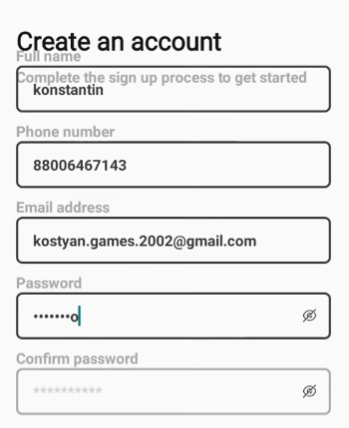 Create an account
Full name
Complete the sign up process to get started
konstantin
Phone number
88006467143
Email address
kostyan.games.2002@gmail.com
Password
•••••••o
Confirm password
**********